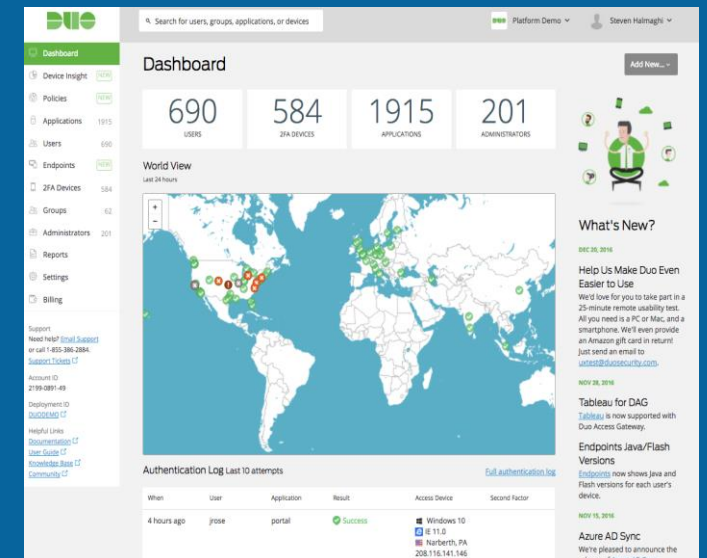 DUO
Search for users, groups, applications, or devices
DUO Platform Demo
Steven Halmaghi
Dashboard
Device Insight NEW
Policies NEW
Applications 1915
Users 690
Endpoints NEW
2FA Devices 584
Groups 62
Administrators 201
Reports
Settings
Billing
Support
Need help? Email Support
or call 1-855-386-2884.
Support Tickets
Account ID
2199-0891-49
Deployment ID
DUODEMO
Helpful Links
Documentation
User Guide
Knowledge Base
Community
Dashboard
Add New...
690
USERS
584
2FA DEVICES
1915
APPLICATIONS
201
ADMINISTRATORS
World View
Last 24 hours
+
-
Authentication Log Last 10 attempts
Full authentication log
When User Application Result Access Device Second Factor
4 hours ago jrose portal Success Windows 10
IE 11.0
Narberth, PA
208.116.141.146
What's New?
DEC 20, 2016
Help Us Make Duo Even
Easier to Use
We'd love for you to take part in a
25-minute remote usability test.
All you need is a PC or Mac, and a
smartphone. We'll even provide
an Amazon gift card in return!
Just send an email to
uxtest@duosecurity.com.
NOV 28, 2016
Tableau for DAG
Tableau is now supported with
Duo Access Gateway.
Endpoints Java/Flash
Versions
Endpoints now shows Java and
Flash versions for each user's
device.
NOV 15, 2016
Azure AD Sync
We're pleased to announce the